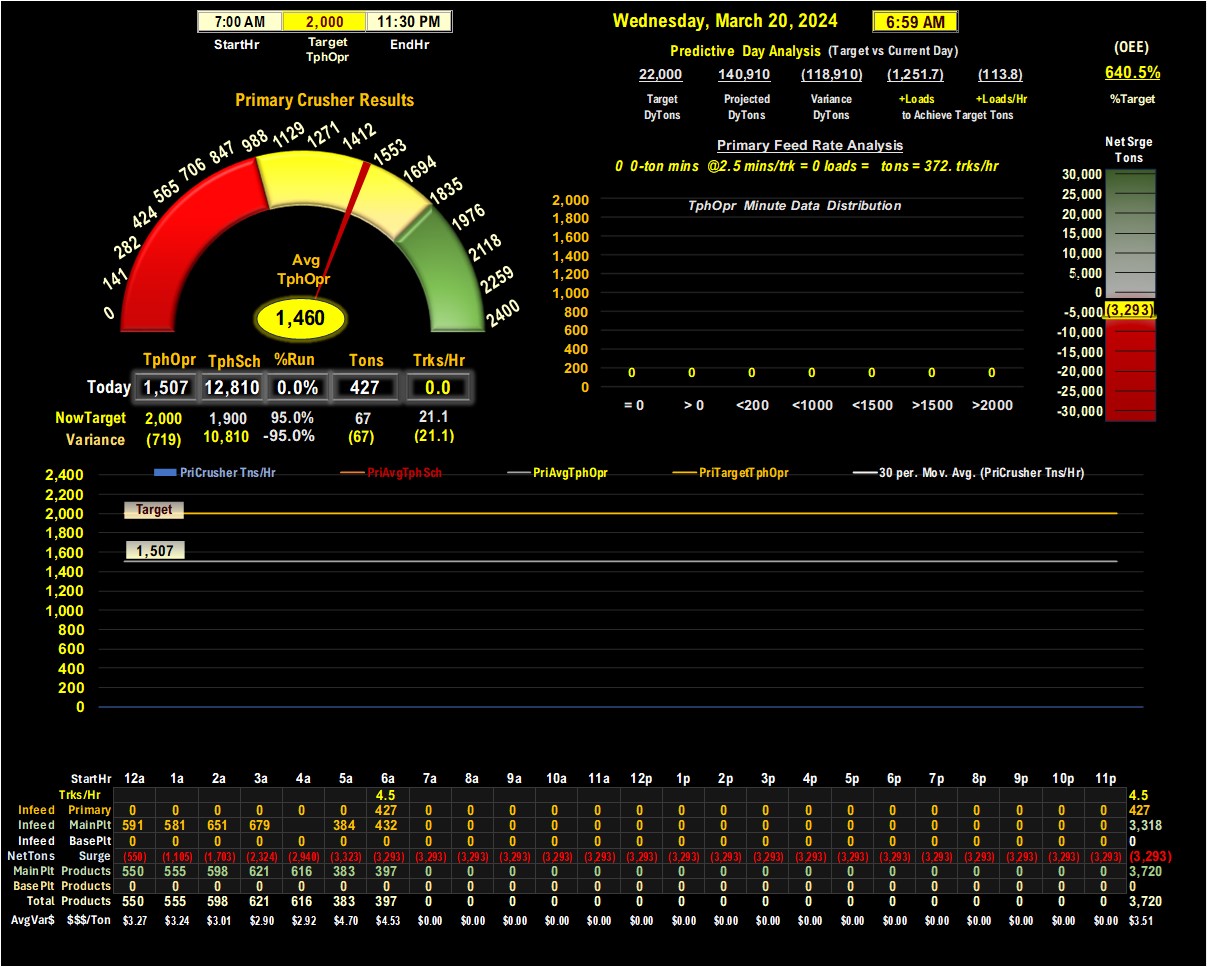 7:00 AM 2,000 11:30 PM
StartHr Target TphOpr EndHr
Wednesday, March 20, 2024 6:59 AM
Predictive Day Analysis (Target vs Current Day)
(OEE)
22,000 140,910 (118,910) (1,251.7) (113.8)
640.5%
Target Projected Variance +Loads +Loads/Hr
DyTons DyTons DyTons to Achieve Target Tons
%Target
Primary Crusher Results
0
141
282
424
565
706
847
988
1129
1271
1412
1553
1694
1835
1976
2118
2259
2400
Avg
TphOpr
1,460
Primary Feed Rate Analysis
0 0-ton mins @2.5 mins/trk = 0 loads = tons = 372. trks/hr
TphOpr Minute Data Distribution
2,000
1,800
1,600
1,400
1,200
1,000
800
600
400
200
0
0 0 0 0 0 0 0
= 0 > 0 <200 <1000 <1500 >1500 >2000
Net Srge
Tons
30,000
25,000
20,000
15,000
10,000
5,000
0
-5,000 (3,293)
-10,000
-15,000
-20,000
-25,000
-30,000
TphOpr TphSch %Run Tons Trks/Hr
Today 1,507 12,810 0.0% 427 0.0
NowTarget 2,000 1,900 95.0% 67 21.1
Variance (719) 10,810 -95.0% (67) (21.1)
PriCrusher Tns/Hr PriAvgTphSch PriAvgTphOpr PriTargetTphOpr 30 per. Mov. Avg. (PriCrusher Tns/Hr)
2,400
2,200
2,000 Target
1,800
1,600 1,507
1,400
1,200
1,000
800
600
400
200
0
StartHr 12a 1a 2a 3a 4a 5a 6a 7a 8a 9a 10a 11a 12p 1p 2p 3p 4p 5p 6p 7p 8p 9p 10p 11p
Trks/Hr 4.5 4.5
Infeed Primary 0 0 0 0 0 0 427 0 0 0 0 0 0 0 0 0 0 0 0 0 0 0 0 0 427
Infeed MainPlt 591 581 651 679 384 432 0 0 0 0 0 0 0 0 0 0 0 0 0 0 0 0 0 3,318
Infeed BasePlt 0 0 0 0 0 0 0 0 0 0 0 0 0 0 0 0 0 0 0 0 0 0 0 0 0
NetTons Surge (550) (1,105) (1,703) (2,324) (2,940) (3,323) (3,293) (3,293) (3,293) (3,293) (3,293) (3,293) (3,293) (3,293) (3,293) (3,293) (3,293) (3,293) (3,293) (3,293) (3,293) (3,293) (3,293) (3,293) (3,293)
MainPlt Products 550 555 598 621 616 383 397 0 0 0 0 0 0 0 0 0 0 0 0 0 0 0 0 0 3,720
BasePlt Products 0 0 0 0 0 0 0 0 0 0 0 0 0 0 0 0 0 0 0 0 0 0 0 0 0
Total Products 550 555 598 621 616 383 397 0 0 0 0 0 0 0 0 0 0 0 0 0 0 0 0 0 3,720
AvgVar$ $$$/Ton $3.27 $3.24 $3.01 $2.90 $2.92 $4.70 $4.53 $0.00 $0.00 $0.00 $0.00 $0.00 $0.00 $0.00 $0.00 $0.00 $0.00 $0.00 $0.00 $0.00 $0.00 $0.00 $0.00 $0.00 $3.51